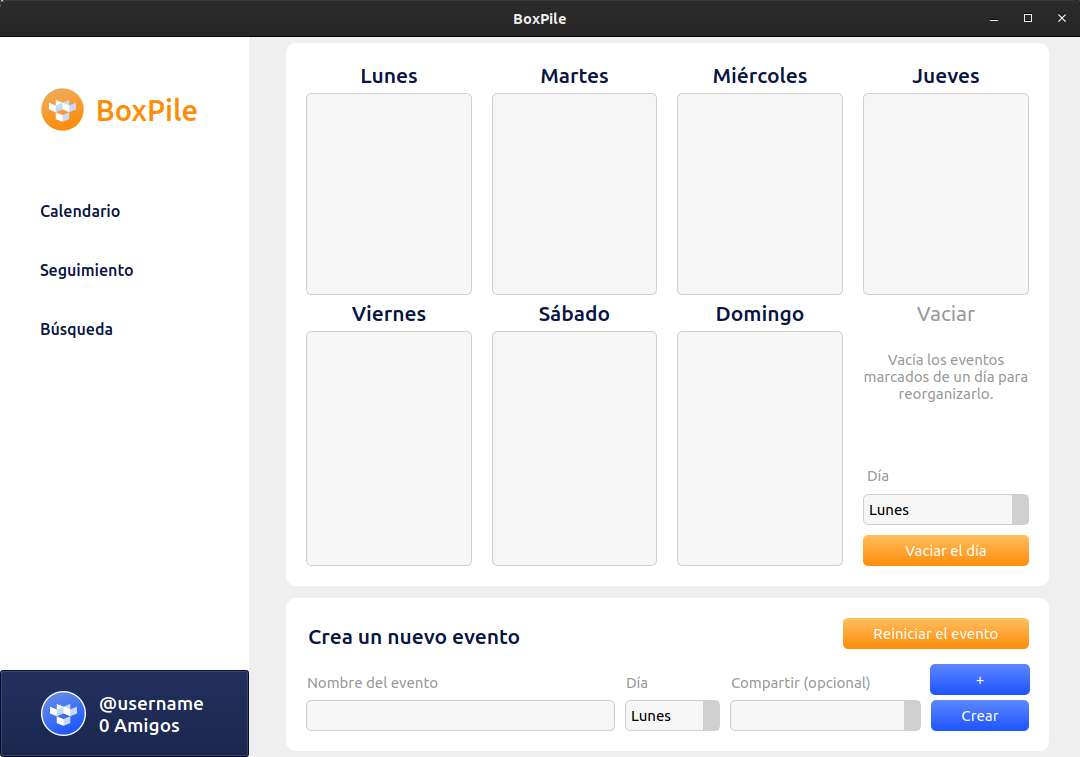 BoxPile
BoxPile
Calendario
Seguimiento
Búsqueda
@username
0 Amigos
Lunes Martes Miércoles Jueves
Viernes Sábado Domingo Vaciar
Vacía los eventos
marcados de un día para
reorganizarlo.
Día
Lunes
Vaciar el día
Crea un nuevo evento
Reiniciar el evento
Nombre del evento Día Compartir (opcional) +
Lunes Crear